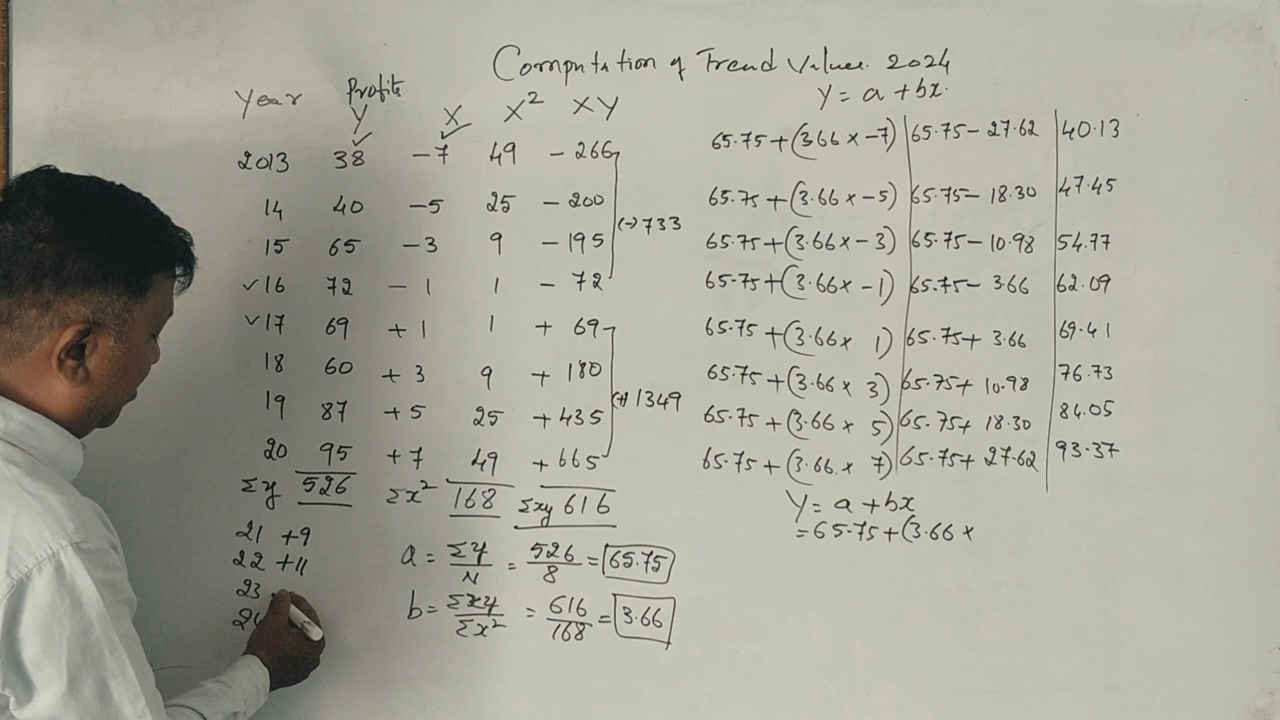 Computation of Trend Values. 2024
Y = a + bx.
Year Profits Y X X² XY
2013 38 -7 49 - 266 65.75 + (3.66 x -7) 65.75 - 27.62 40.13
14 40 -5 25 - 200 65.75 + (3.66 x -5) 65.75 - 18.30 47.45
(-) 733
15 65 -3 9 - 195 65.75 + (3.66 x - 3) 65.75 - 10.98 54.77
✓16 72 - 1 1 - 72 65.75 + (3.66 x - 1) 65.75 - 3.66 62.09
✓17 69 + 1 1 + 69 65.75 + (3.66 x 1) 65.75 + 3.66 69.41
18 60 + 3 9 + 180 65.75 + (3.66 x 3) 65.75 + 10.98 76.73
(+) 1349
19 87 + 5 25 + 435 65.75 + (3.66 x 5) 65.75 + 18.30 84.05
20 95 + 7 49 + 665 65.75 + (3.66 x 7) 65.75 + 27.62 93.37
Σy 526 Σx² 168 Σxy 616
Y = a + bx
= 65.75 + (3.66 x
21 +9
22 +11
23
a = Σy/N = 526/8 = 65.75
b = Σxy/Σx² = 616/168 = 3.66